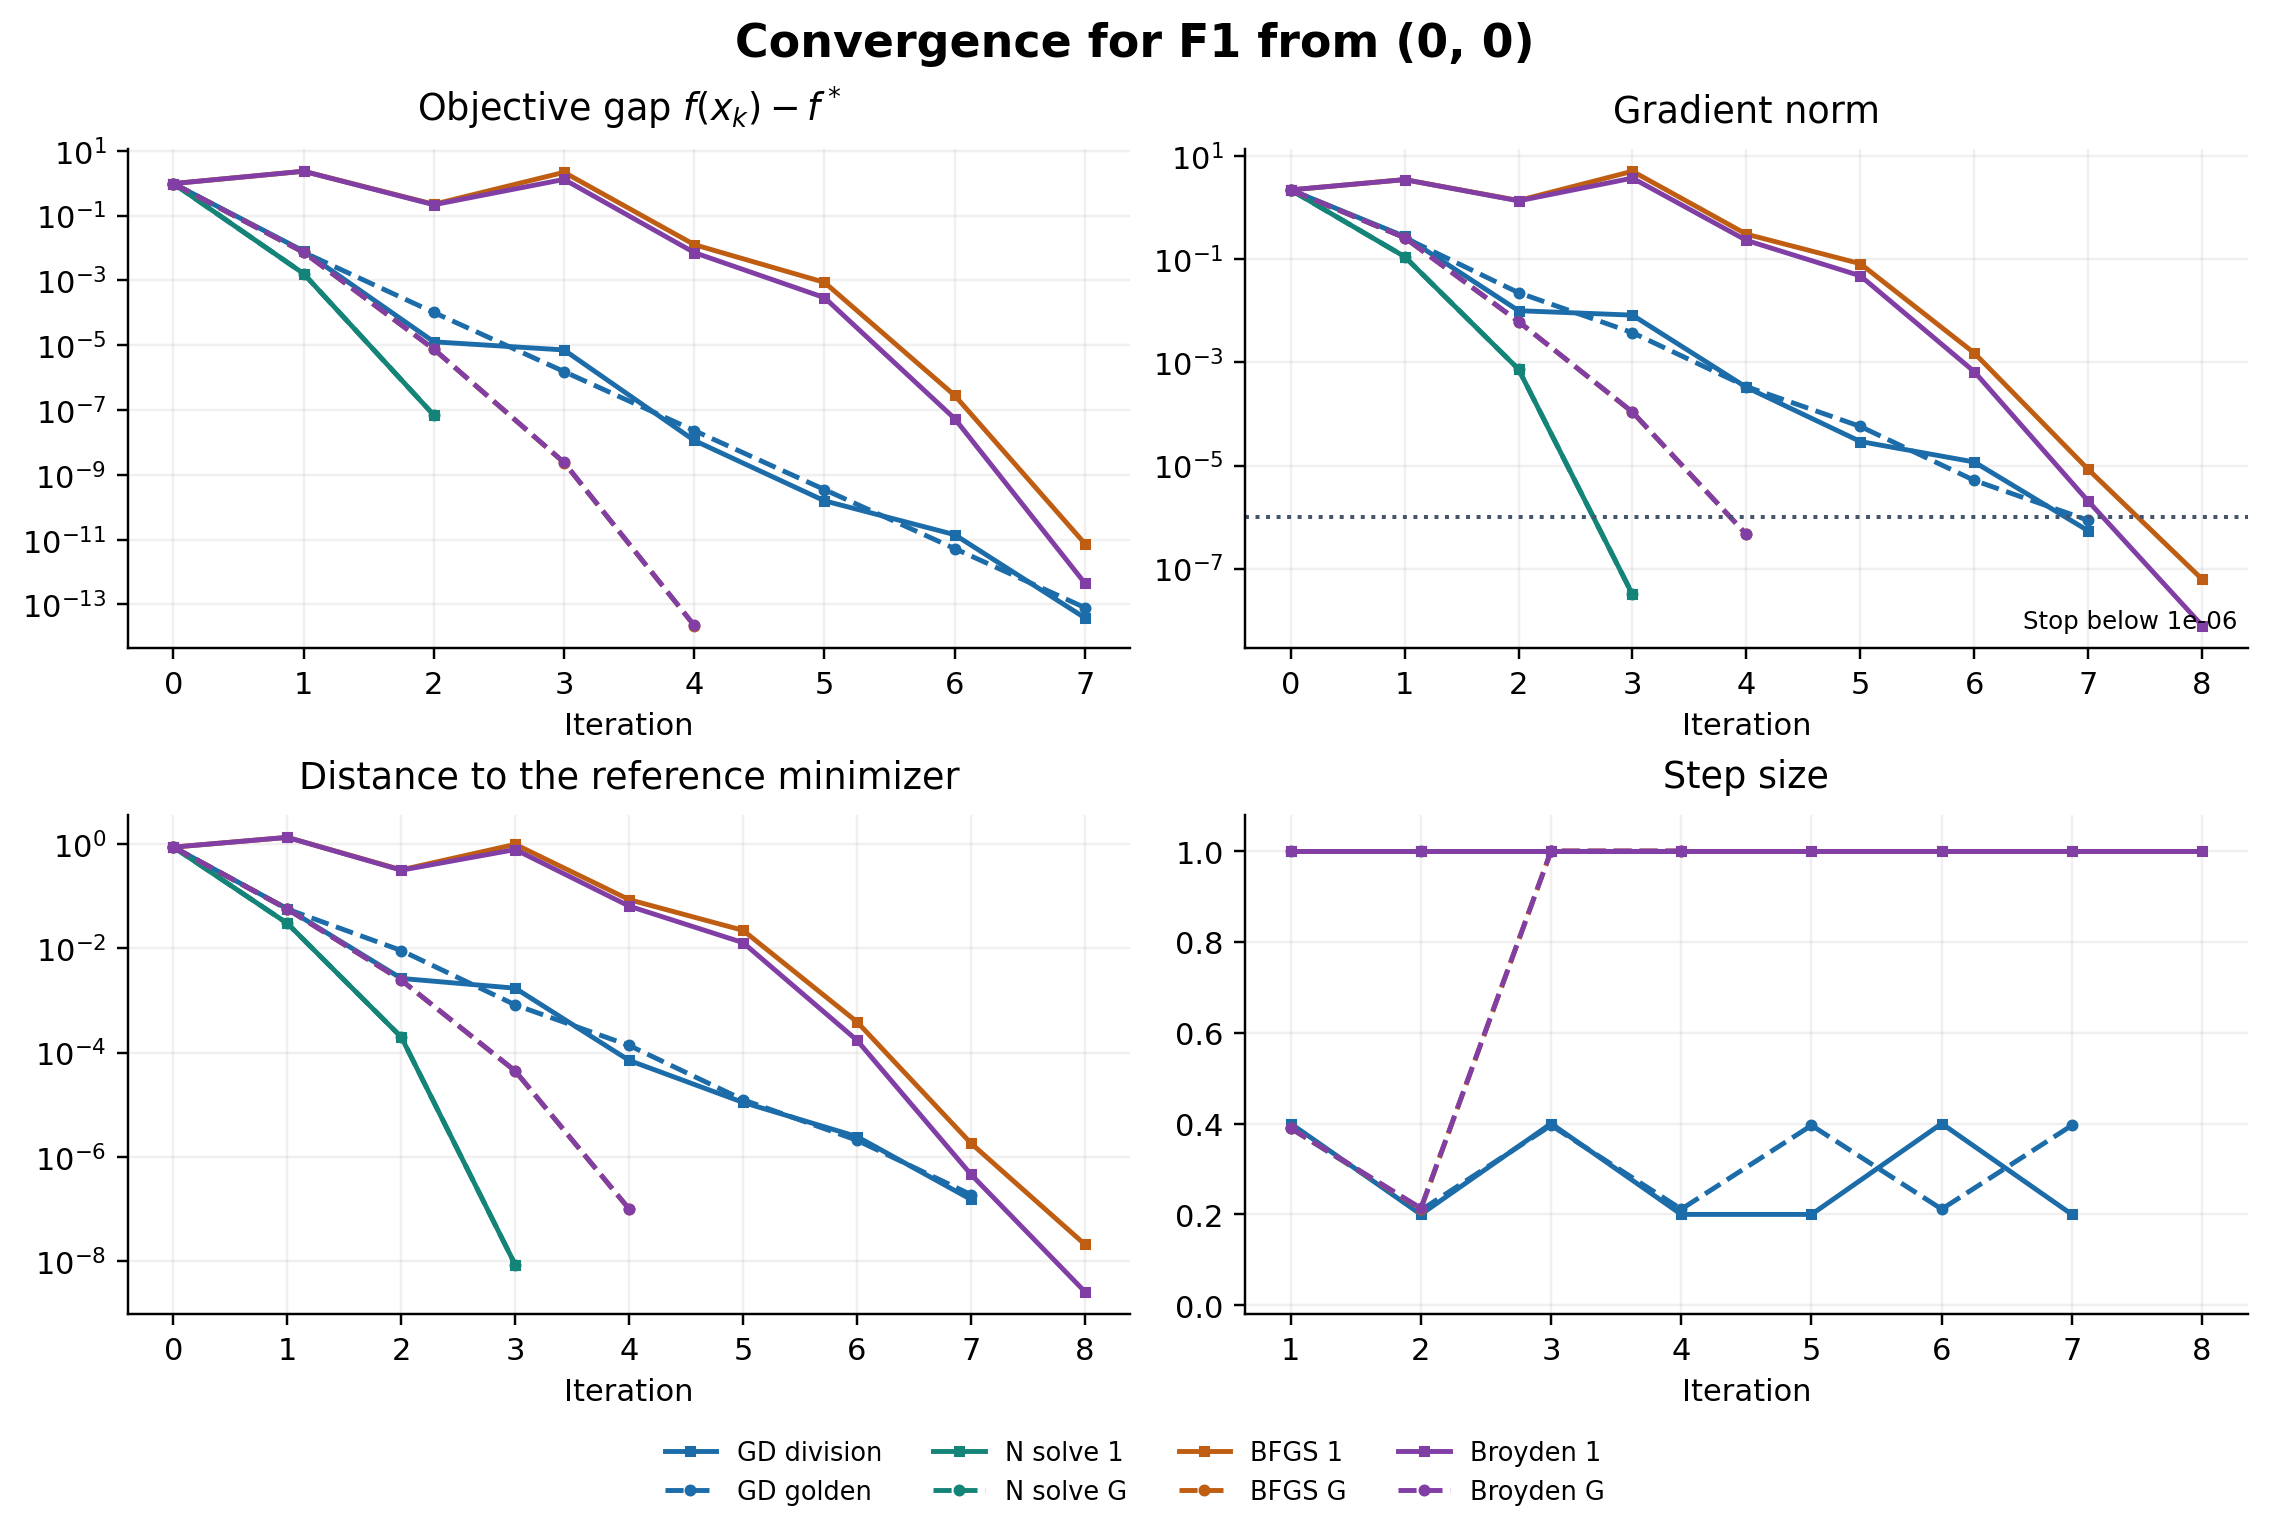 Convergence for F1 from (0, 0)
Objective gap f(x_k) − f^*
10^1
10^−1
10^−3
10^−5
10^−7
10^−9
10^−11
10^−13
0 1 2 3 4 5 6 7
Iteration
Gradient norm
10^1
10^−1
10^−3
10^−5
10^−7
Stop below 1e-06
0 1 2 3 4 5 6 7 8
Iteration
Distance to the reference minimizer
10^0
10^−2
10^−4
10^−6
10^−8
0 1 2 3 4 5 6 7 8
Iteration
Step size
1.0
0.8
0.6
0.4
0.2
0.0
1 2 3 4 5 6 7 8
Iteration
GD division N solve 1 BFGS 1 Broyden 1
GD golden N solve G BFGS G Broyden G